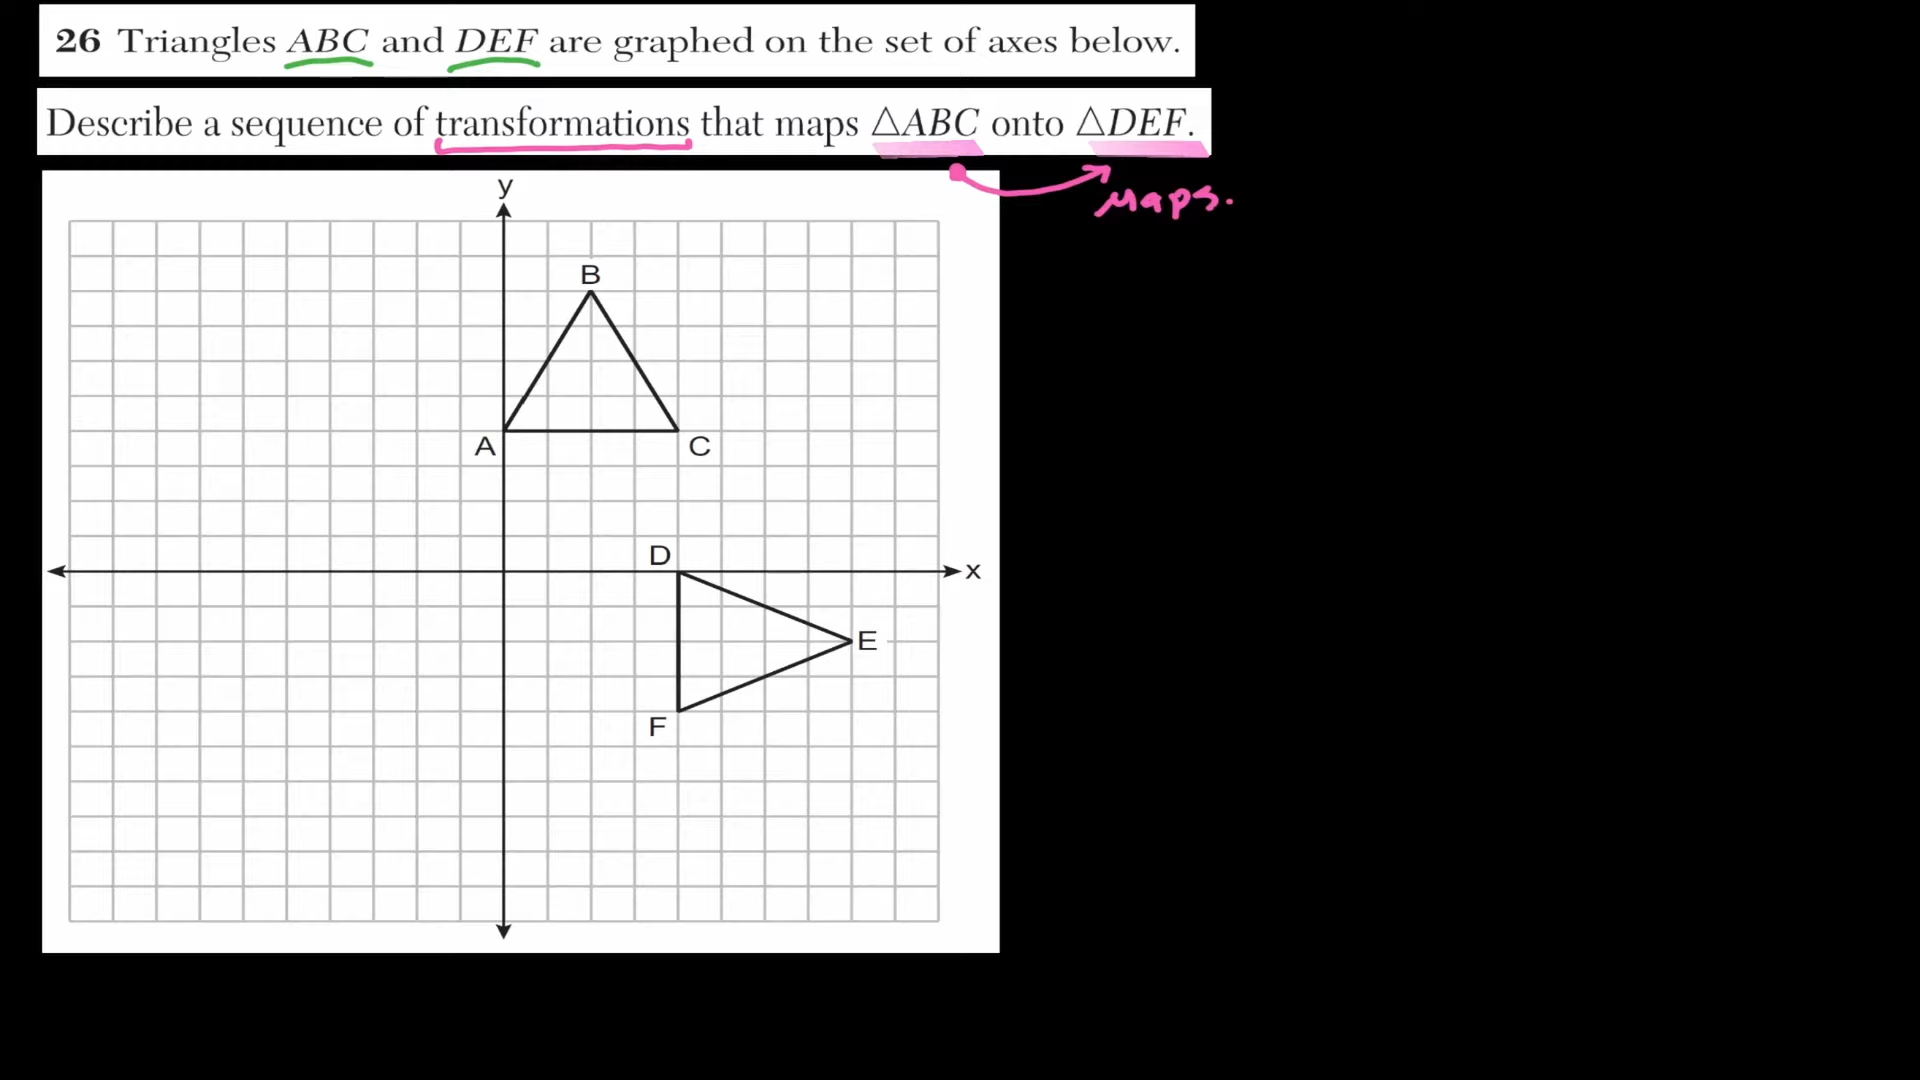 26 Triangles ABC and DEF are graphed on the set of axes below.
Describe a sequence of transformations that maps △ABC onto △DEF.
maps.
y
B
A
C
D
x
E
F